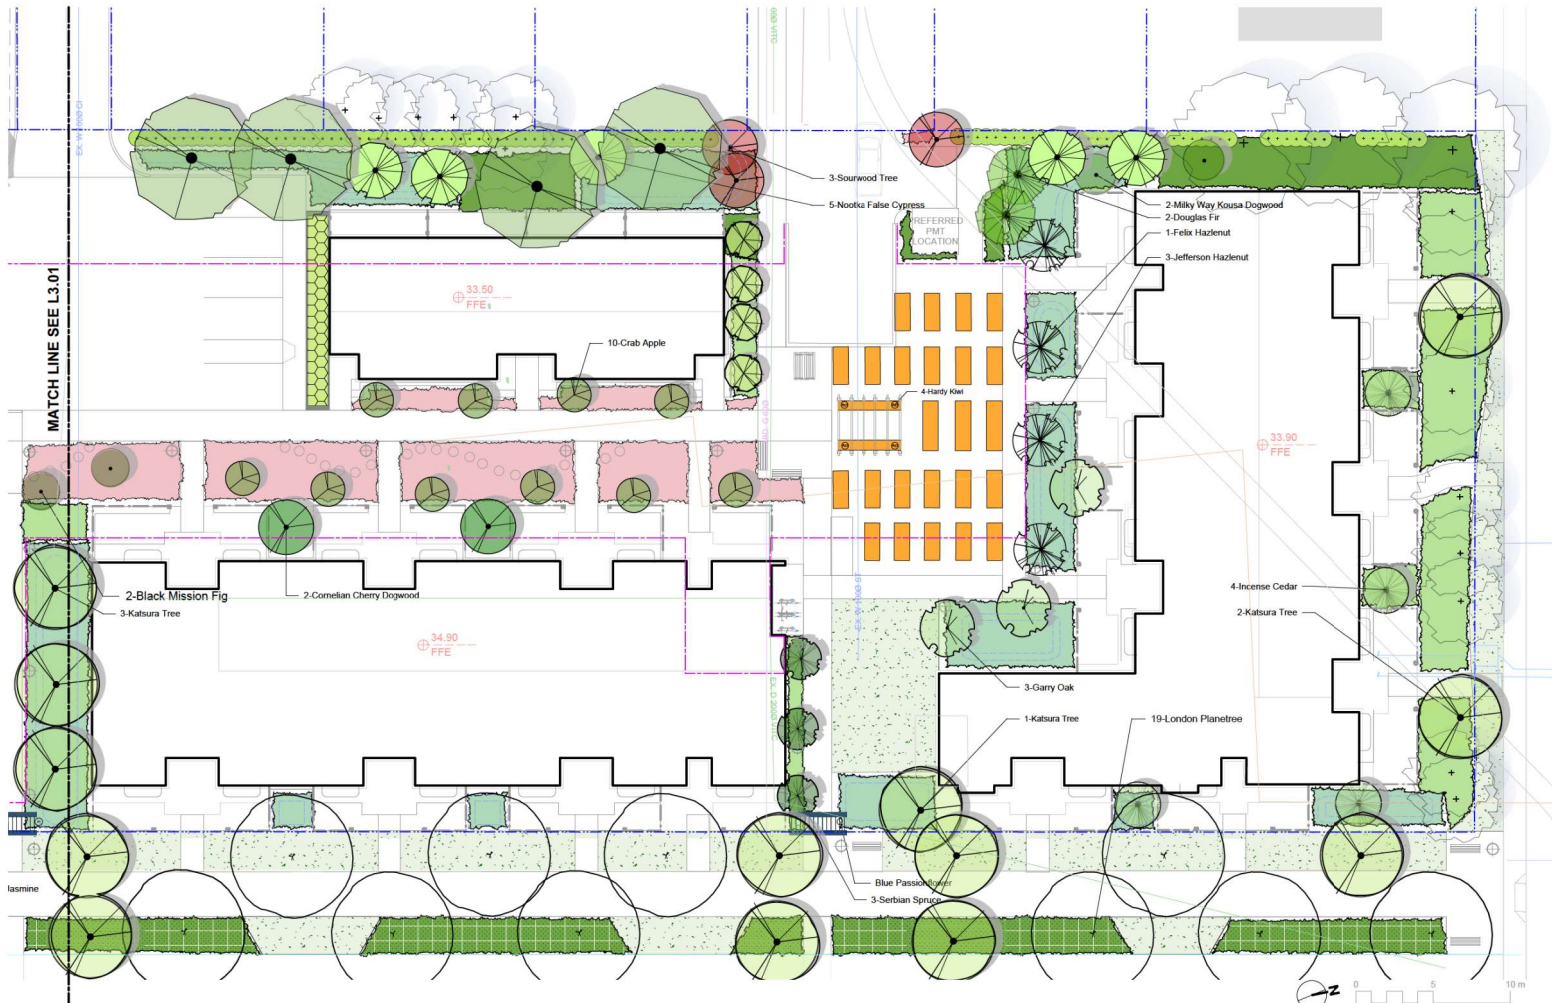 EX. W. 1000 CI
MATCH LINE SEE L3.01
3-Sourwood Tree
5-Nootka False Cypress
PREFERRED
PMT
LOCATION
2-Milky Way Kousa Dogwood
2-Douglas Fir
1-Felix Hazlenut
3-Jefferson Hazlenut
33.50
FFE
10-Crab Apple
4-Hardy Kiwi
33.90
FFE
2-Black Mission Fig
3-Katsura Tree
2-Cornelian Cherry Dogwood
4-Incense Cedar
2-Katsura Tree
34.90
FFE
3-Garry Oak
1-Katsura Tree
19-London Planetree
Jasmine
Blue Passionflower
3-Serbian Spruce
N
0 5 10 m